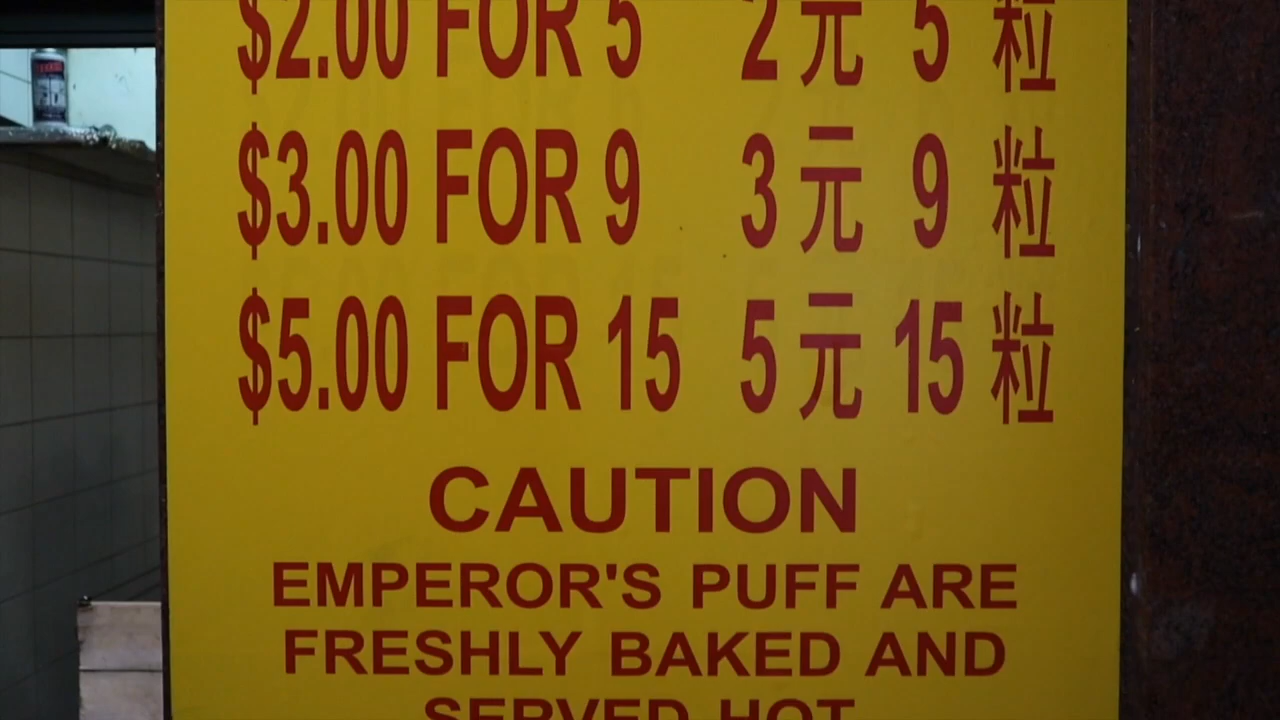 $2.00 FOR 5 2元 5 粒
$3.00 FOR 9 3元 9 粒
$5.00 FOR 15 5元 15 粒
CAUTION
EMPEROR'S PUFF ARE
FRESHLY BAKED AND
SERVED HOT